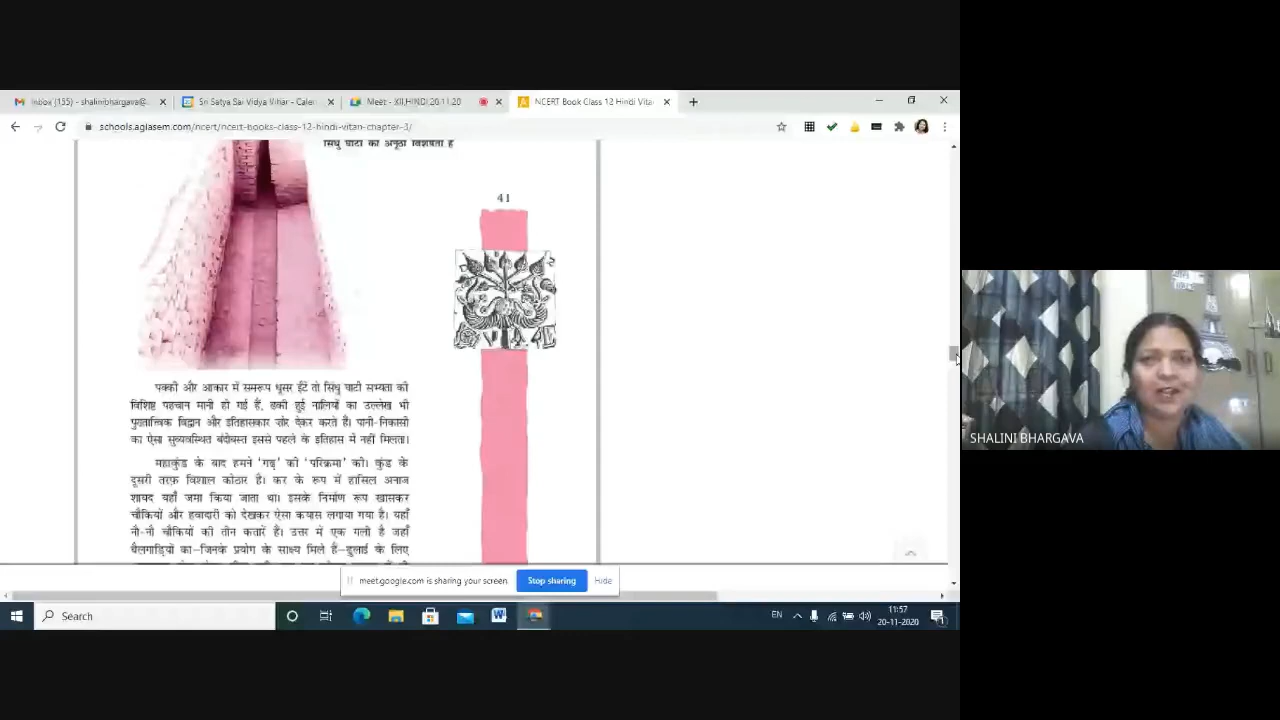 Inbox (155) - shalinibhargava@
Sri Satya Sai Vidya Vihar - Cale
Meet - XII,HINDI 20.11.20
NCERT Book Class 12 Hindi Vita
schools.aglasem.com/ncert/ncert-books-class-12-hindi-vitan-chapter-3/
सिंधु घाटी की अनूठी विशेषता है
41
पक्की और आकार में समरूप धूसर ईंटें तो सिंधु घाटी सभ्यता की
विशिष्ट पहचान मानी ही गई हैं, ढकी हुई नालियों का उल्लेख भी
पुरातात्त्विक विद्वान और इतिहासकार ज़ोर देकर करते हैं। पानी-निकासी
का ऐसा सुव्यवस्थित बंदोबस्त इससे पहले के इतिहास में नहीं मिलता।
महाकुंड के बाद हमने ‘गढ़’ की ‘परिक्रमा’ की। कुंड के
दूसरी तरफ़ विशाल कोठार है। कर के रूप में हासिल अनाज
शायद यहाँ जमा किया जाता था। इसके निर्माण रूप खासकर
चौकियों और हवादारी को देखकर ऐसा कयास लगाया गया है। यहाँ
नौ-नौ चौकियों की तीन कतारें हैं। उत्तर में एक गली है जहाँ
बैलगाड़ियों का—जिनके प्रयोग के साक्ष्य मिले हैं—ढुलाई के लिए
SHALINI BHARGAVA
meet.google.com is sharing your screen
Stop sharing
Hide
Search
EN
11:57
20-11-2020